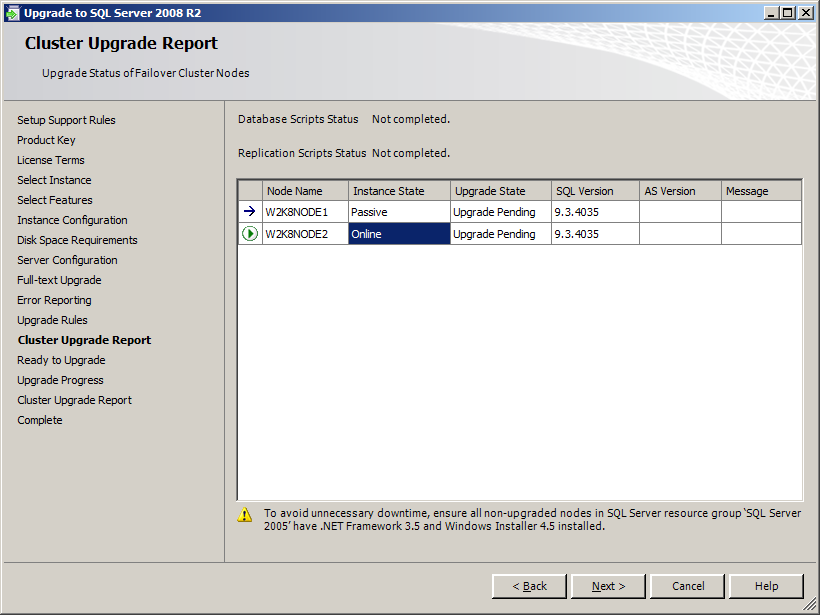 Upgrade to SQL Server 2008 R2
Cluster Upgrade Report
Upgrade Status of Failover Cluster Nodes
Setup Support Rules
Product Key
License Terms
Select Instance
Select Features
Instance Configuration
Disk Space Requirements
Server Configuration
Full-text Upgrade
Error Reporting
Upgrade Rules
Cluster Upgrade Report
Ready to Upgrade
Upgrade Progress
Cluster Upgrade Report
Complete
Database Scripts Status Not completed.
Replication Scripts Status Not completed.
Node Name Instance State Upgrade State SQL Version AS Version Message
W2K8NODE1 Passive Upgrade Pending 9.3.4035
W2K8NODE2 Online Upgrade Pending 9.3.4035
To avoid unnecessary downtime, ensure all non-upgraded nodes in SQL Server resource group 'SQL Server
2005' have .NET Framework 3.5 and Windows Installer 4.5 installed.
< Back Next > Cancel Help